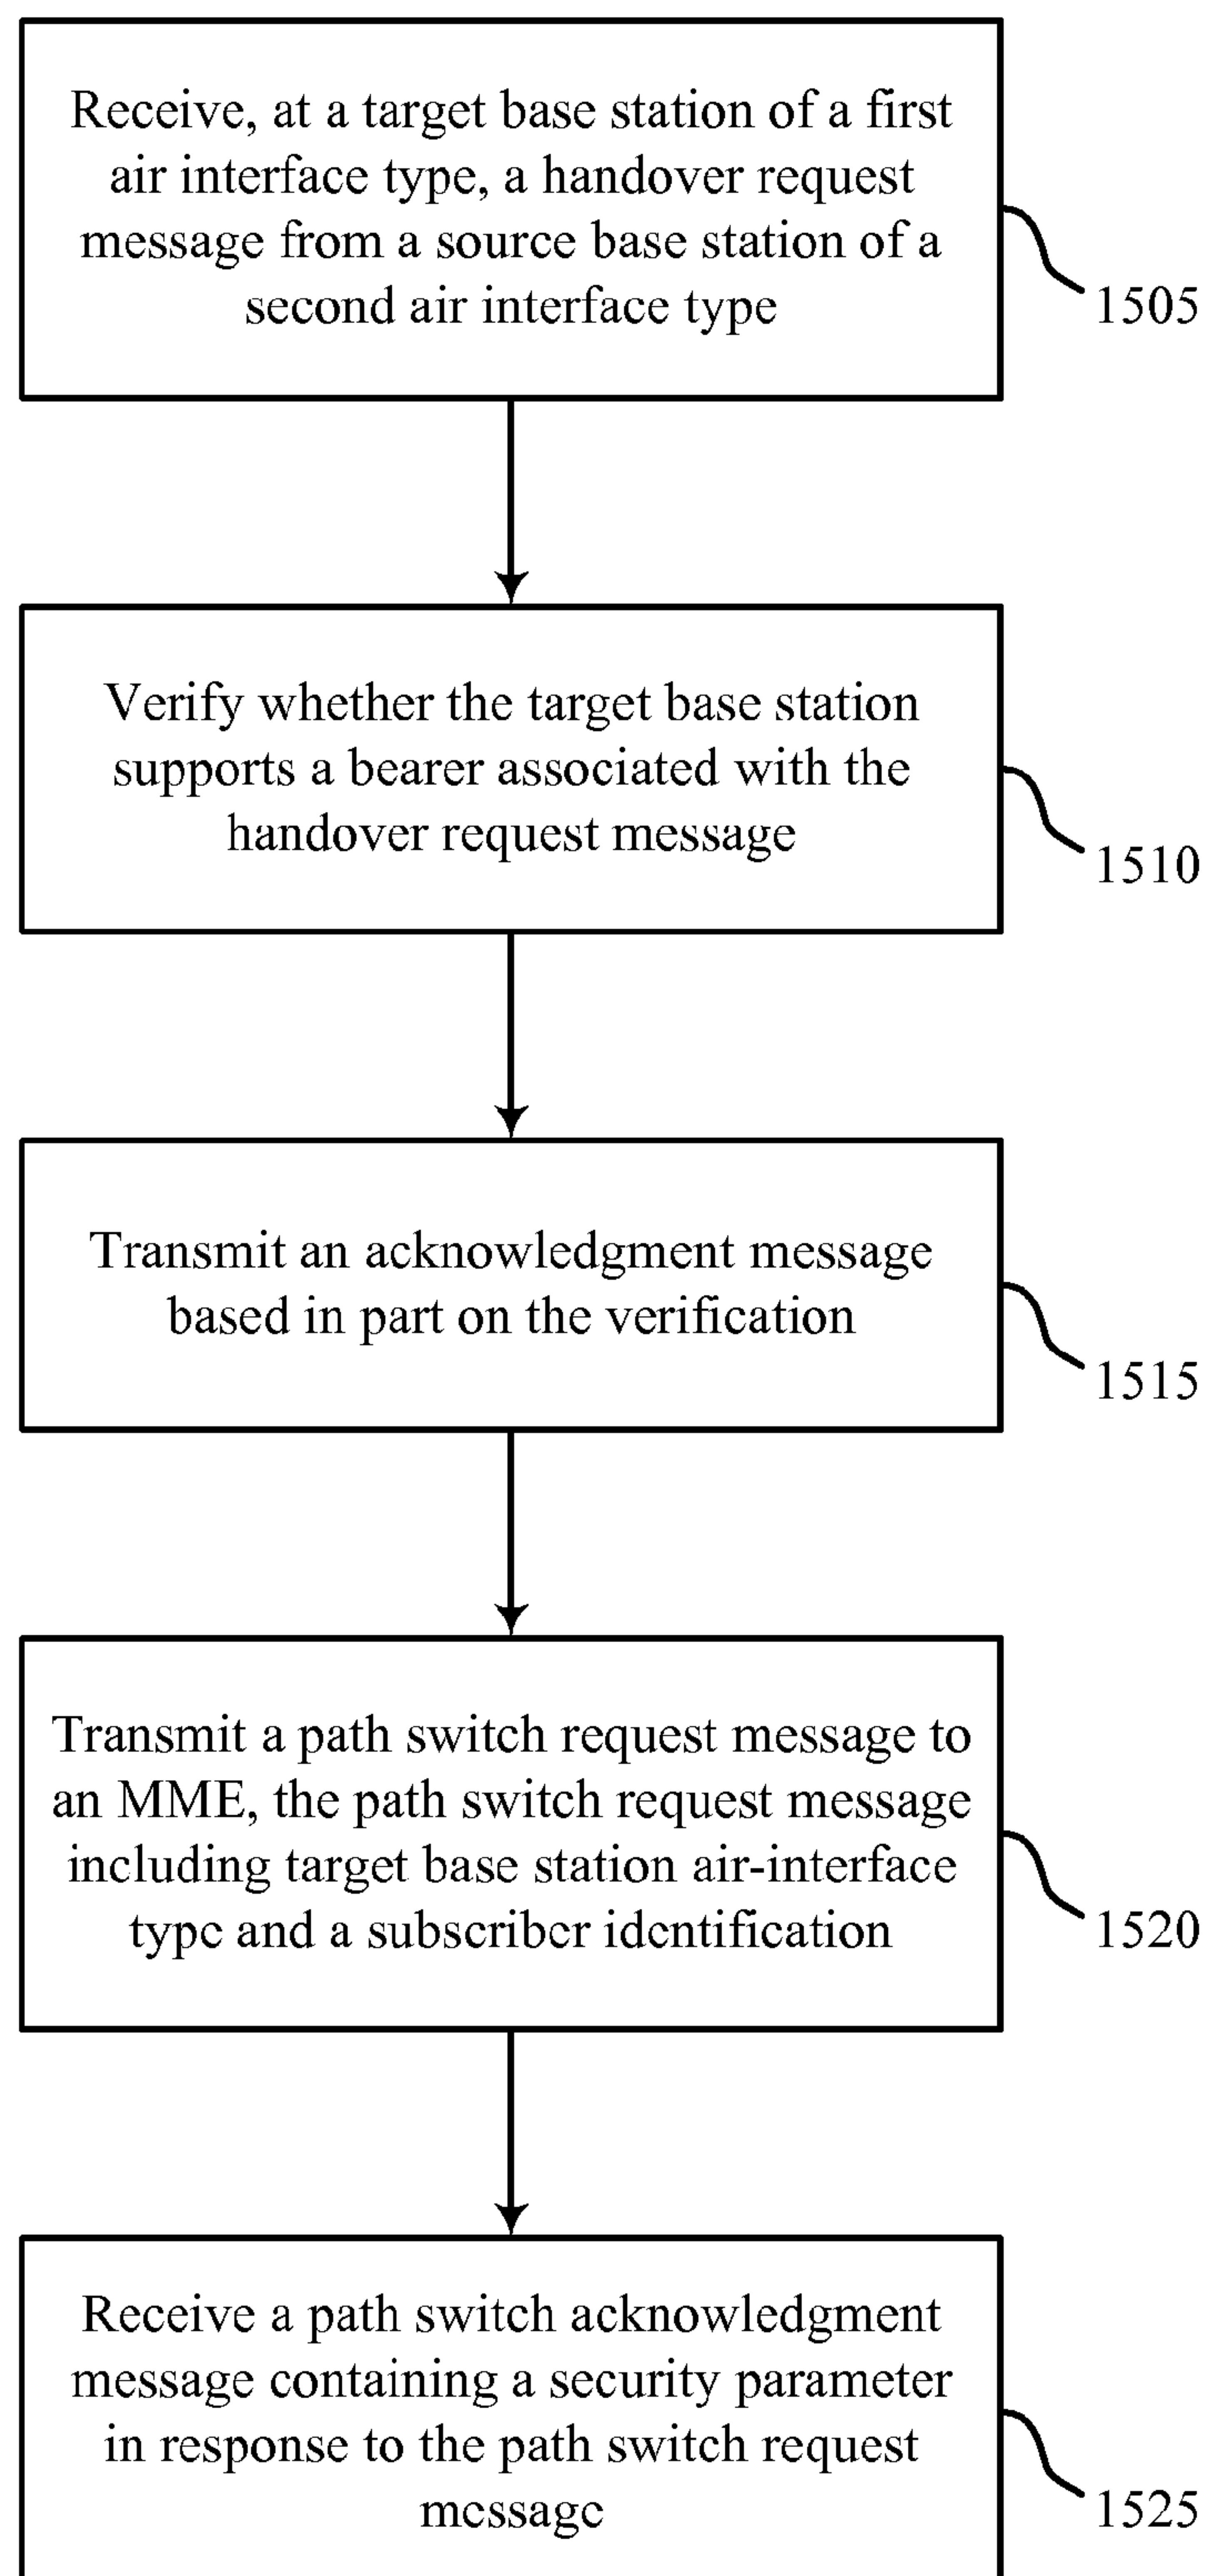 Receive, at a target base station of a first
air interface type, a handover request
message from a source base station of a
second air interface type
1505
Verify whether the target base station
supports a bearer associated with the
handover request message
1510
Transmit an acknowledgment message
based in part on the verification
1515
Transmit a path switch request message to
an MME, the path switch request message
including target base station air-interface
type and a subscriber identification
1520
Receive a path switch acknowledgment
message containing a security parameter
in response to the path switch request
message
1525